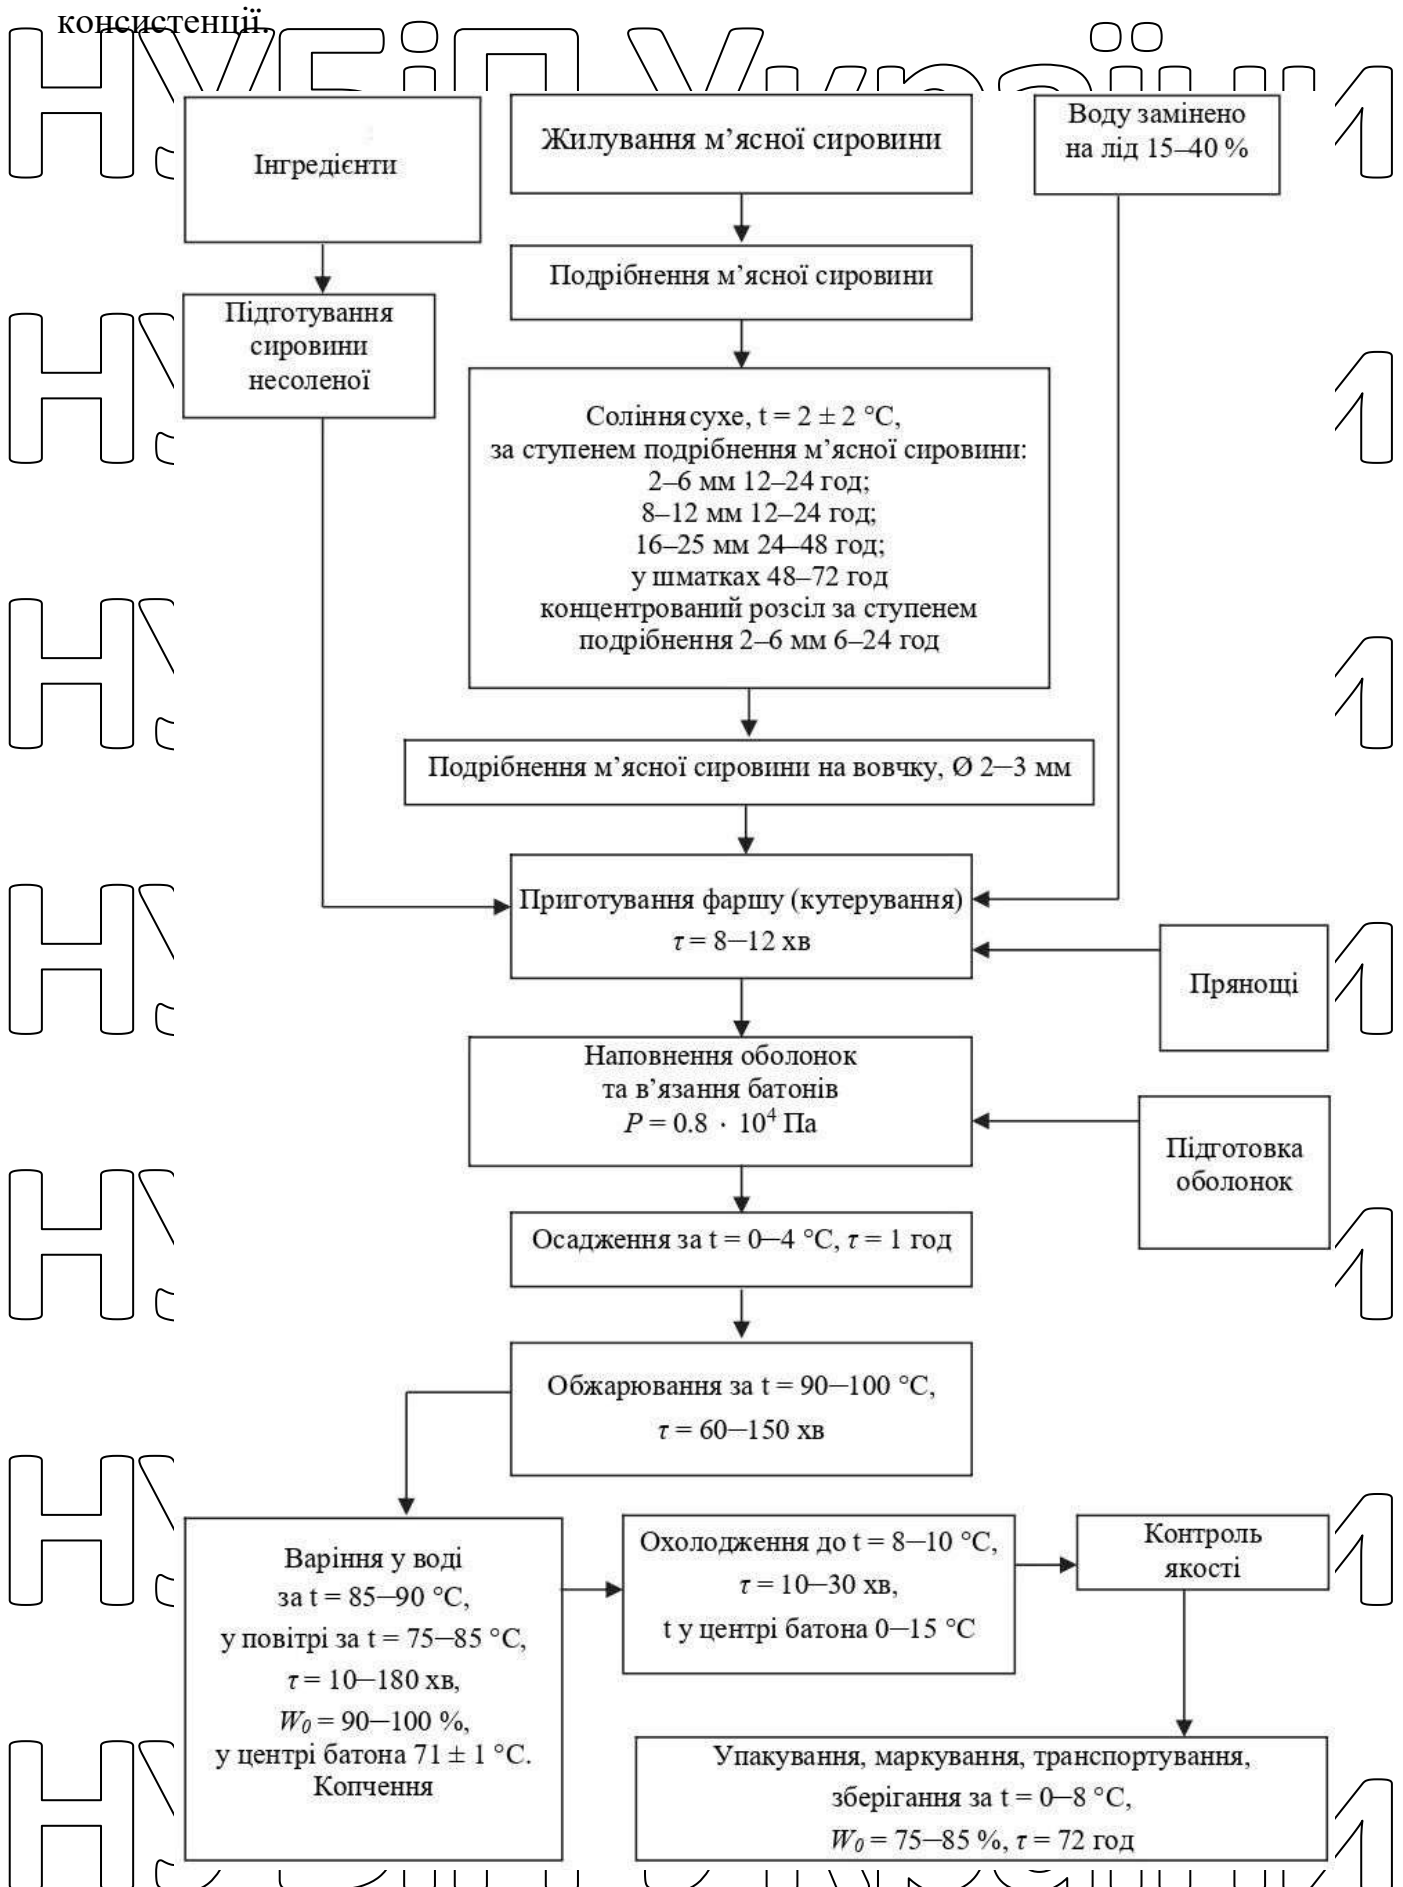 консистенції.
НУБіП України
Інгредієнти
Жилування м’ясної сировини
Воду замінено
на лід 15–40 %
Подрібнення м’ясної сировини
Підготування
сировини
несоленої
Соління сухе, t = 2 ± 2 °C,
за ступенем подрібнення м’ясної сировини:
2–6 мм 12–24 год;
8–12 мм 12–24 год;
16–25 мм 24–48 год;
у шматках 48–72 год
концентрований розсіл за ступенем
подрібнення 2–6 мм 6–24 год
Подрібнення м’ясної сировини на вовчку, Ø 2–3 мм
Приготування фаршу (кутерування)
τ = 8–12 хв
Прянощі
Наповнення оболонок
та в’язання батонів
P = 0.8 · 10⁴ Па
Підготовка
оболонок
Осадження за t = 0–4 °C, τ = 1 год
Обжарювання за t = 90–100 °C,
τ = 60–150 хв
Варіння у воді
за t = 85–90 °C,
у повітрі за t = 75–85 °C,
τ = 10–180 хв,
W₀ = 90–100 %,
у центрі батона 71 ± 1 °C.
Копчення
Охолодження до t = 8–10 °C,
τ = 10–30 хв,
t у центрі батона 0–15 °C
Контроль
якості
Упакування, маркування, транспортування,
зберігання за t = 0–8 °C,
W₀ = 75–85 %, τ = 72 год